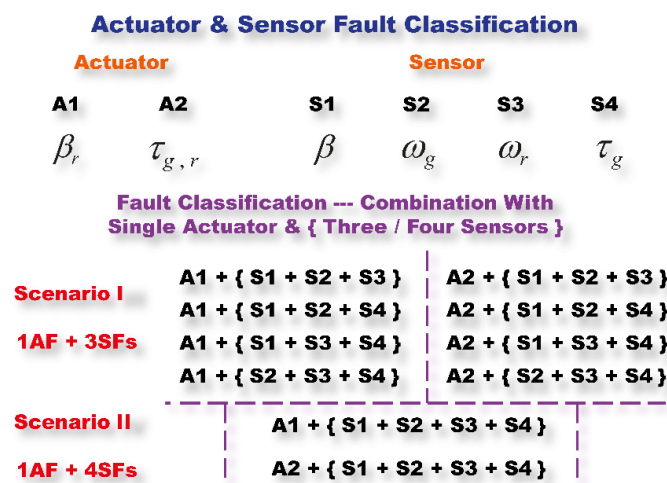 Actuator & Sensor Fault Classification
Actuator Sensor
A1 A2 S1 S2 S3 S4
βr τg,r β ωg ωr τg
Fault Classification --- Combination With
Single Actuator & { Three / Four Sensors }
Scenario I
1AF + 3SFs
A1 + { S1 + S2 + S3 }
A1 + { S1 + S2 + S4 }
A1 + { S1 + S3 + S4 }
A1 + { S2 + S3 + S4 }
A2 + { S1 + S2 + S3 }
A2 + { S1 + S2 + S4 }
A2 + { S1 + S3 + S4 }
A2 + { S2 + S3 + S4 }
Scenario II
1AF + 4SFs
A1 + { S1 + S2 + S3 + S4 }
A2 + { S1 + S2 + S3 + S4 }